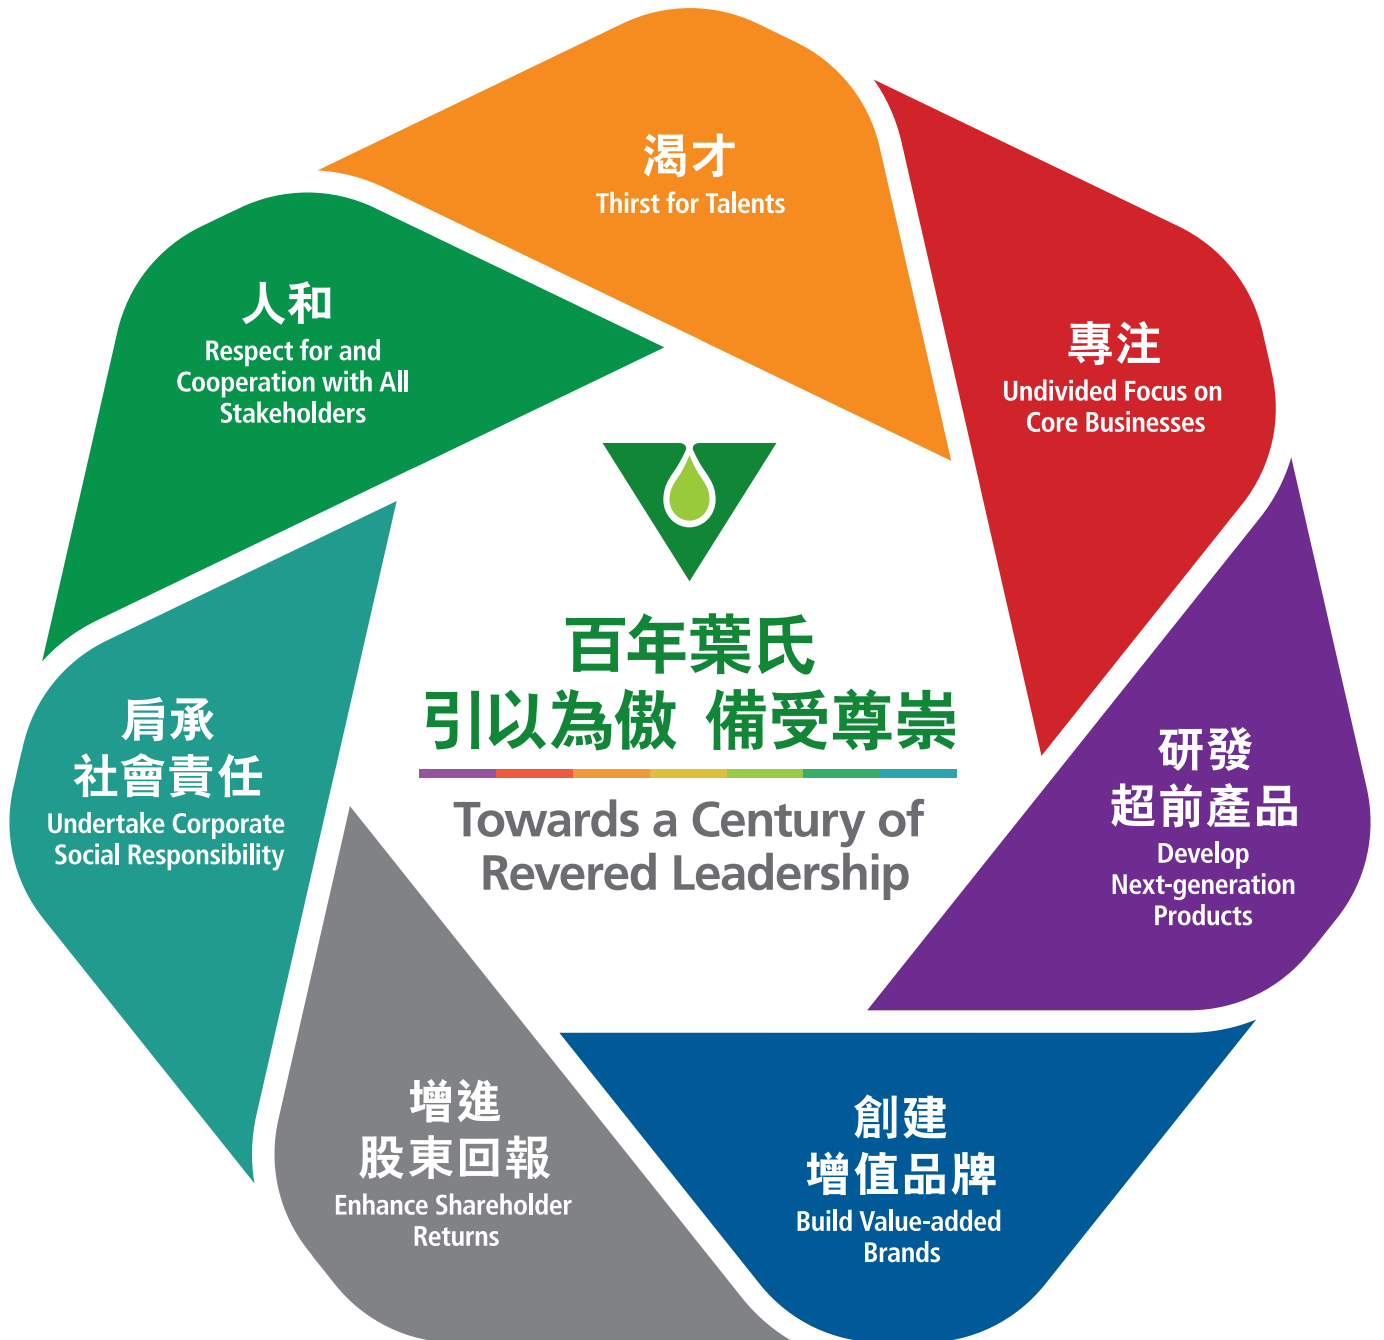 渴才
Thirst for Talents
專注
Undivided Focus on
Core Businesses
研發
超前產品
Develop
Next-generation
Products
創建
增值品牌
Build Value-added
Brands
增進
股東回報
Enhance Shareholder
Returns
肩承
社會責任
Undertake Corporate
Social Responsibility
人和
Respect for and
Cooperation with All
Stakeholders
百年葉氏
引以為傲 備受尊崇
Towards a Century of
Revered Leadership